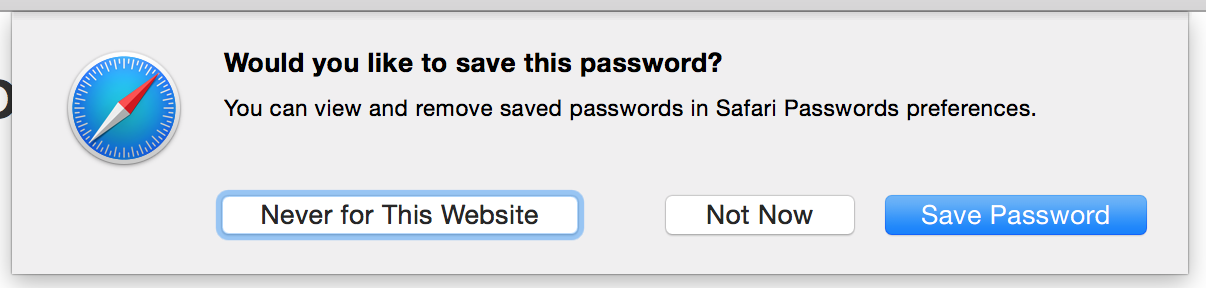 Would you like to save this password?
You can view and remove saved passwords in Safari Passwords preferences.
Never for This Website
Not Now
Save Password